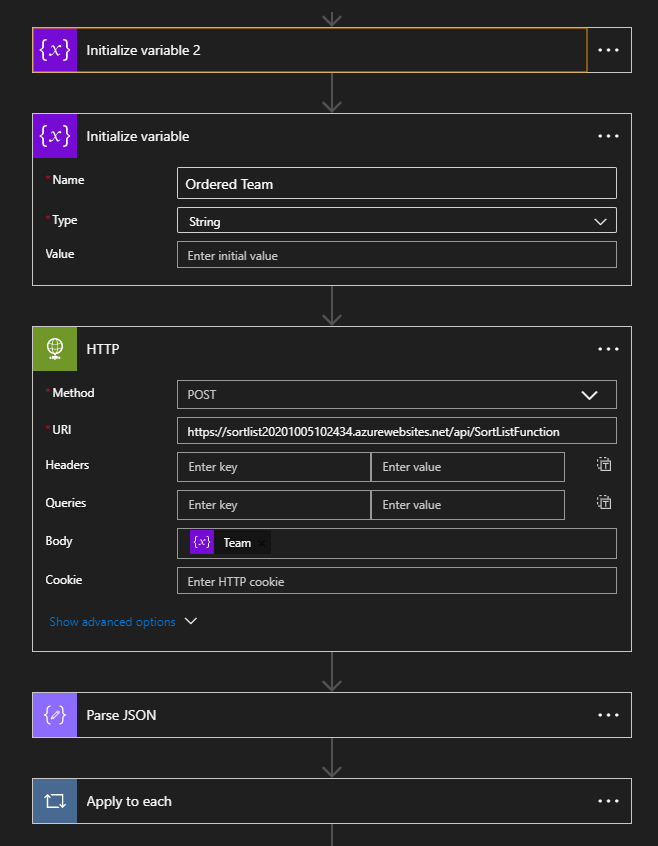 {x} Initialize variable 2 ...
{x} Initialize variable ...
* Name Ordered Team
* Type String
Value Enter initial value
HTTP ...
* Method POST
* URI https://sortlist20201005102434.azurewebsites.net/api/SortListFunction
Headers Enter key Enter value
Queries Enter key Enter value
Body {x} Team ×
Cookie Enter HTTP cookie
Show advanced options
Parse JSON ...
Apply to each ...